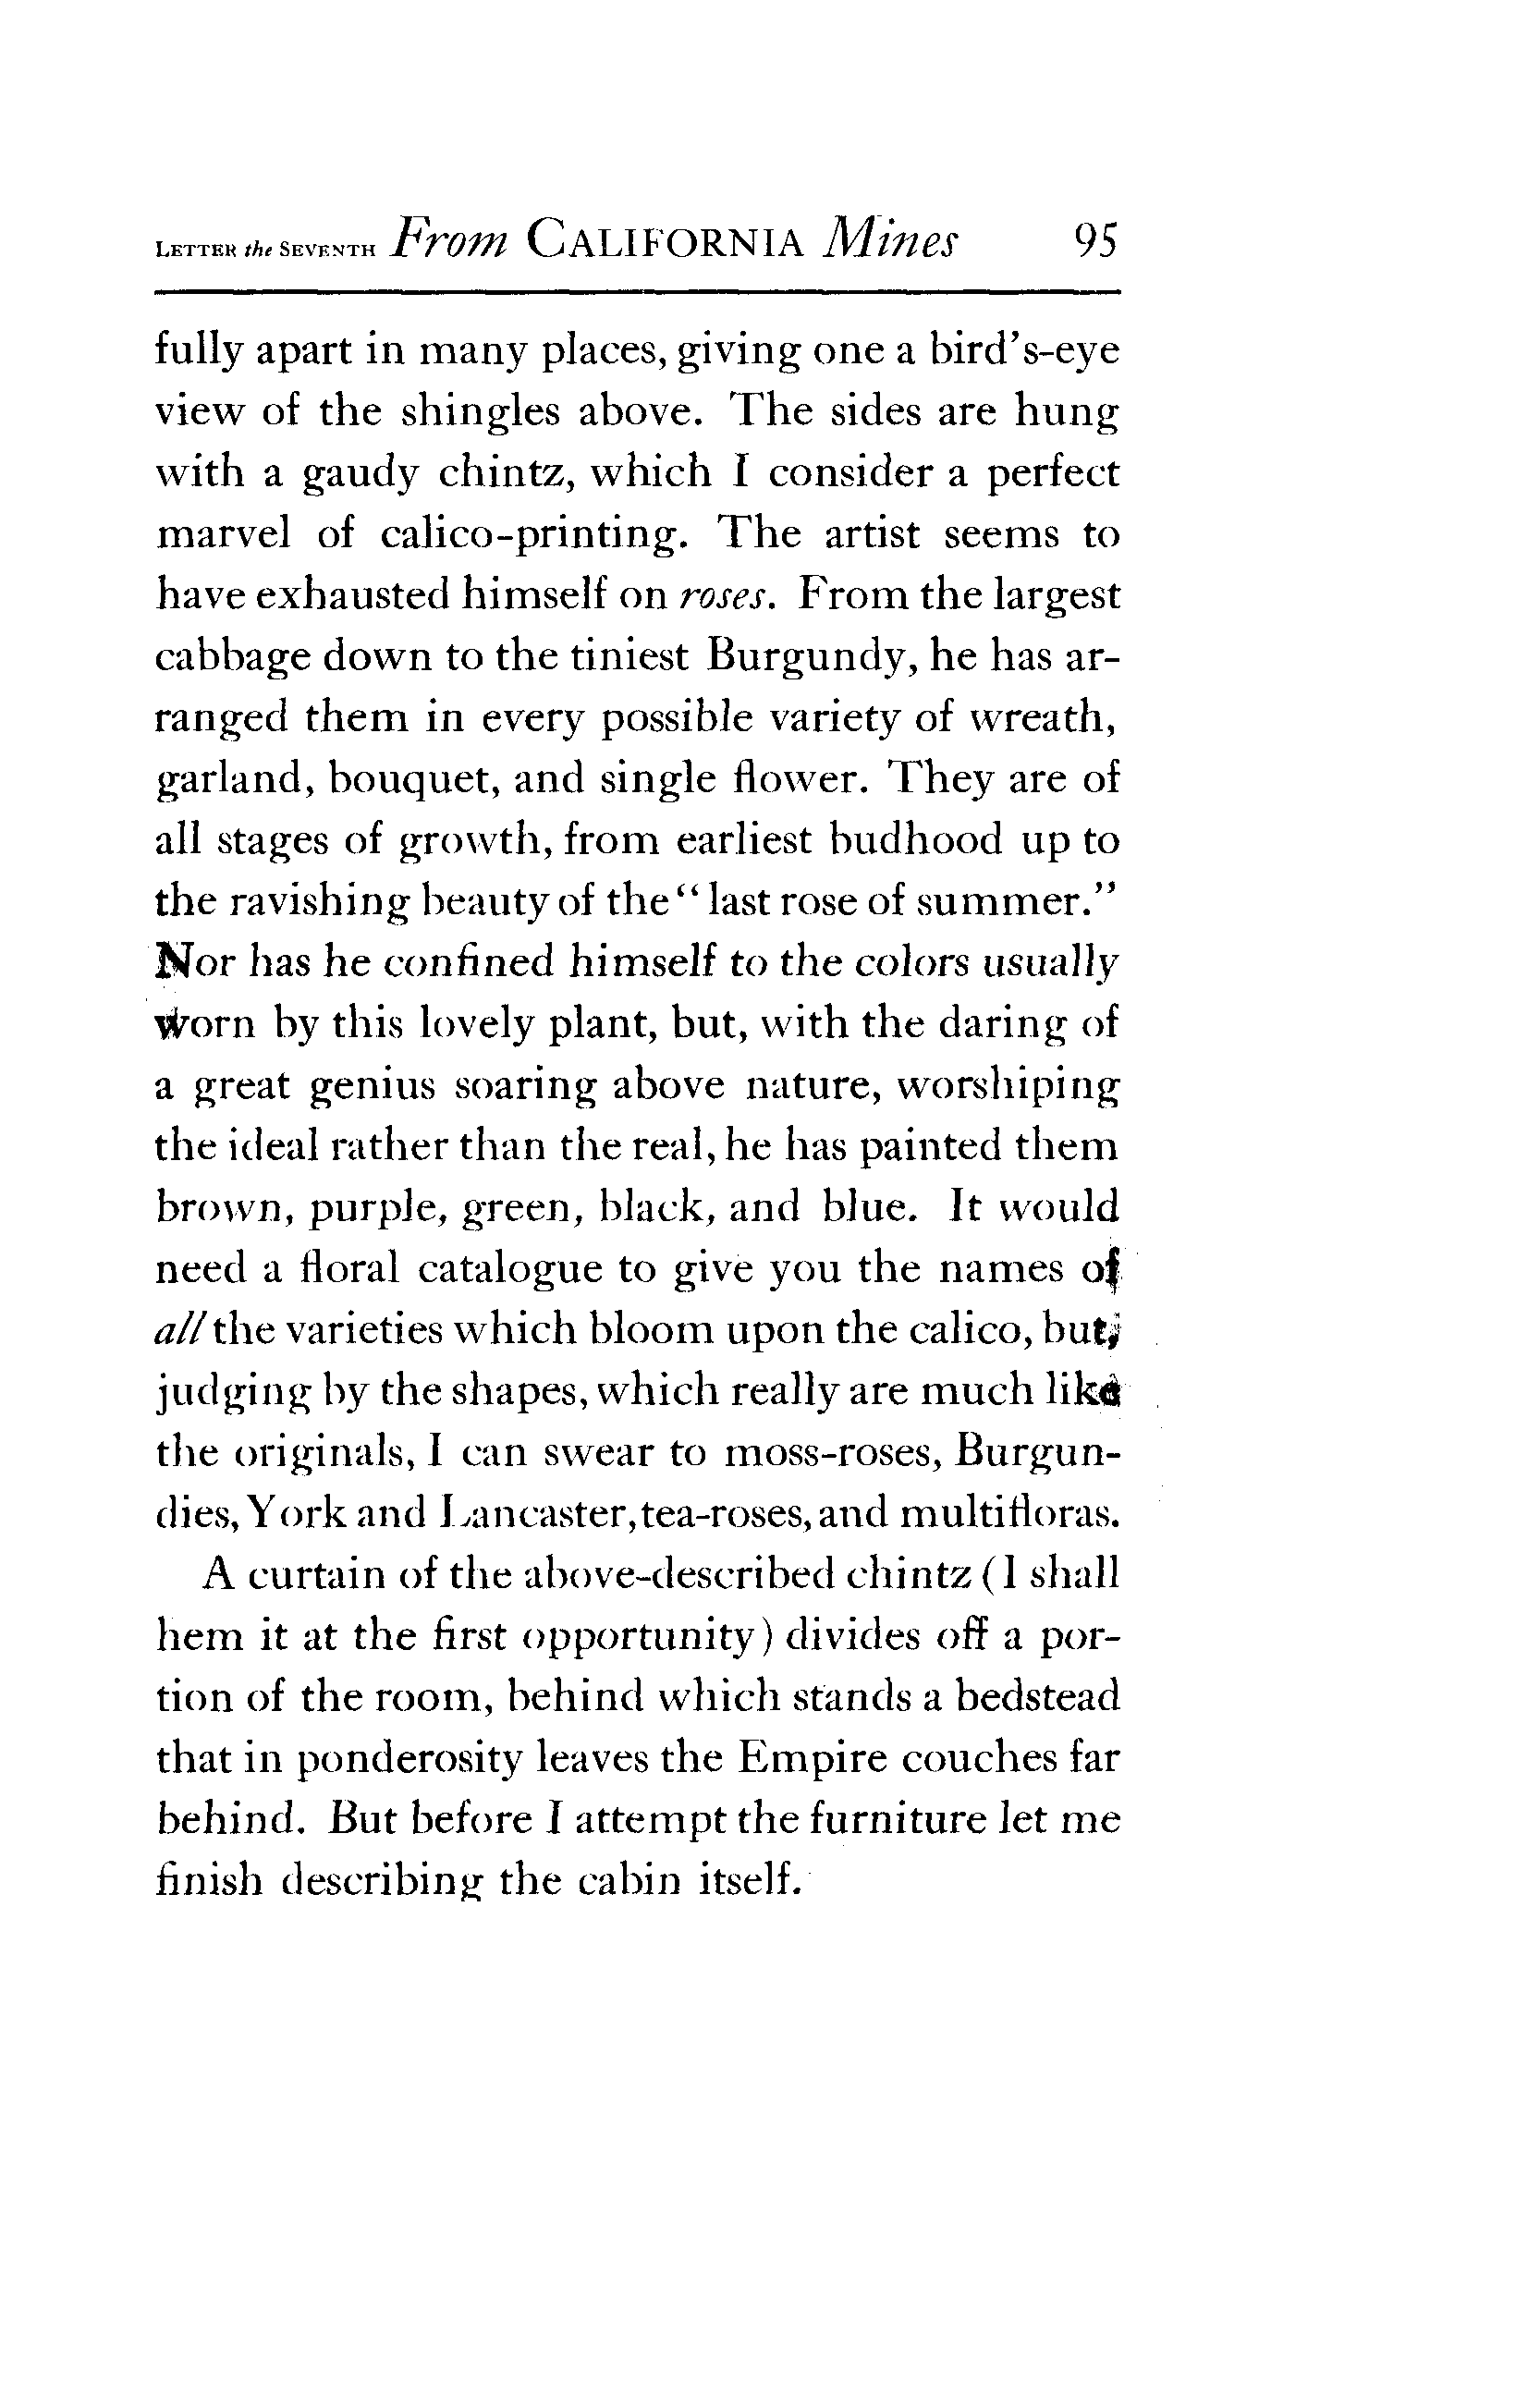 LETTER the SEVENTH From CALIFORNIA Mines 95
fully apart in many places, giving one a bird's-eye
view of the shingles above. The sides are hung
with a gaudy chintz, which I consider a perfect
marvel of calico-printing. The artist seems to
have exhausted himself on roses. From the largest
cabbage down to the tiniest Burgundy, he has ar-
ranged them in every possible variety of wreath,
garland, bouquet, and single flower. They are of
all stages of growth, from earliest budhood up to
the ravishing beauty of the "last rose of summer."
Nor has he confined himself to the colors usually
worn by this lovely plant, but, with the daring of
a great genius soaring above nature, worshiping
the ideal rather than the real, he has painted them
brown, purple, green, black, and blue. It would
need a floral catalogue to give you the names of
all the varieties which bloom upon the calico, but,
judging by the shapes, which really are much like
the originals, I can swear to moss-roses, Burgun-
dies, York and Lancaster, tea-roses, and multifloras.
A curtain of the above-described chintz (I shall
hem it at the first opportunity) divides off a por-
tion of the room, behind which stands a bedstead
that in ponderosity leaves the Empire couches far
behind. But before I attempt the furniture let me
finish describing the cabin itself.